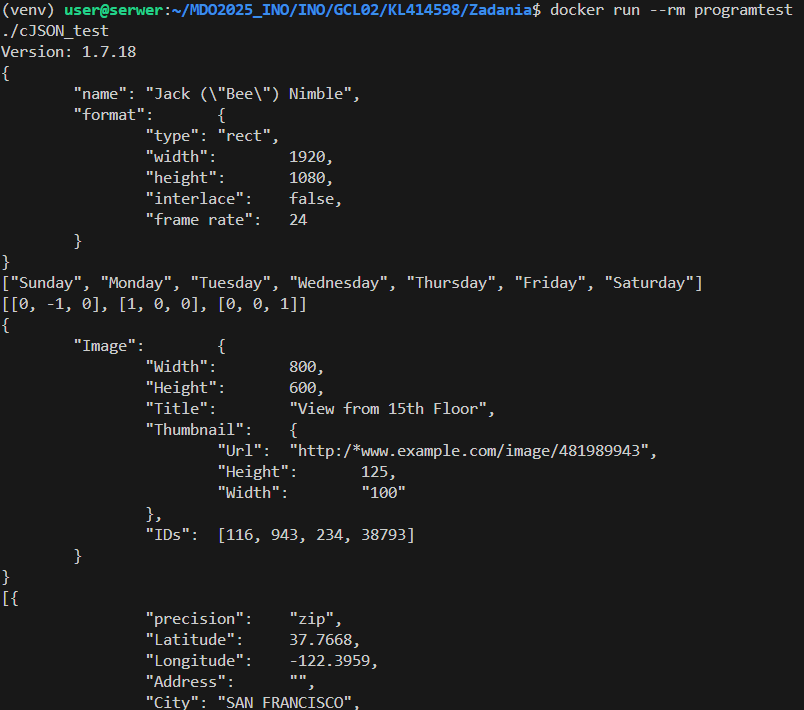 (venv) user@serwer:~/MDO2025_INO/INO/GCL02/KL414598/Zadania$ docker run --rm programtest
./cJSON_test
Version: 1.7.18
{
        "name": "Jack (\"Bee\") Nimble",
        "format":       {
                "type": "rect",
                "width":        1920,
                "height":       1080,
                "interlace":    false,
                "frame rate":   24
        }
}
["Sunday", "Monday", "Tuesday", "Wednesday", "Thursday", "Friday", "Saturday"]
[[0, -1, 0], [1, 0, 0], [0, 0, 1]]
{
        "Image":        {
                "Width":        800,
                "Height":       600,
                "Title":        "View from 15th Floor",
                "Thumbnail":    {
                        "Url":  "http:/*www.example.com/image/481989943",
                        "Height":       125,
                        "Width":        "100"
                },
                "IDs":  [116, 943, 234, 38793]
        }
}
[{
                "precision":    "zip",
                "Latitude":     37.7668,
                "Longitude":    -122.3959,
                "Address":      "",
                "City": "SAN FRANCISCO",